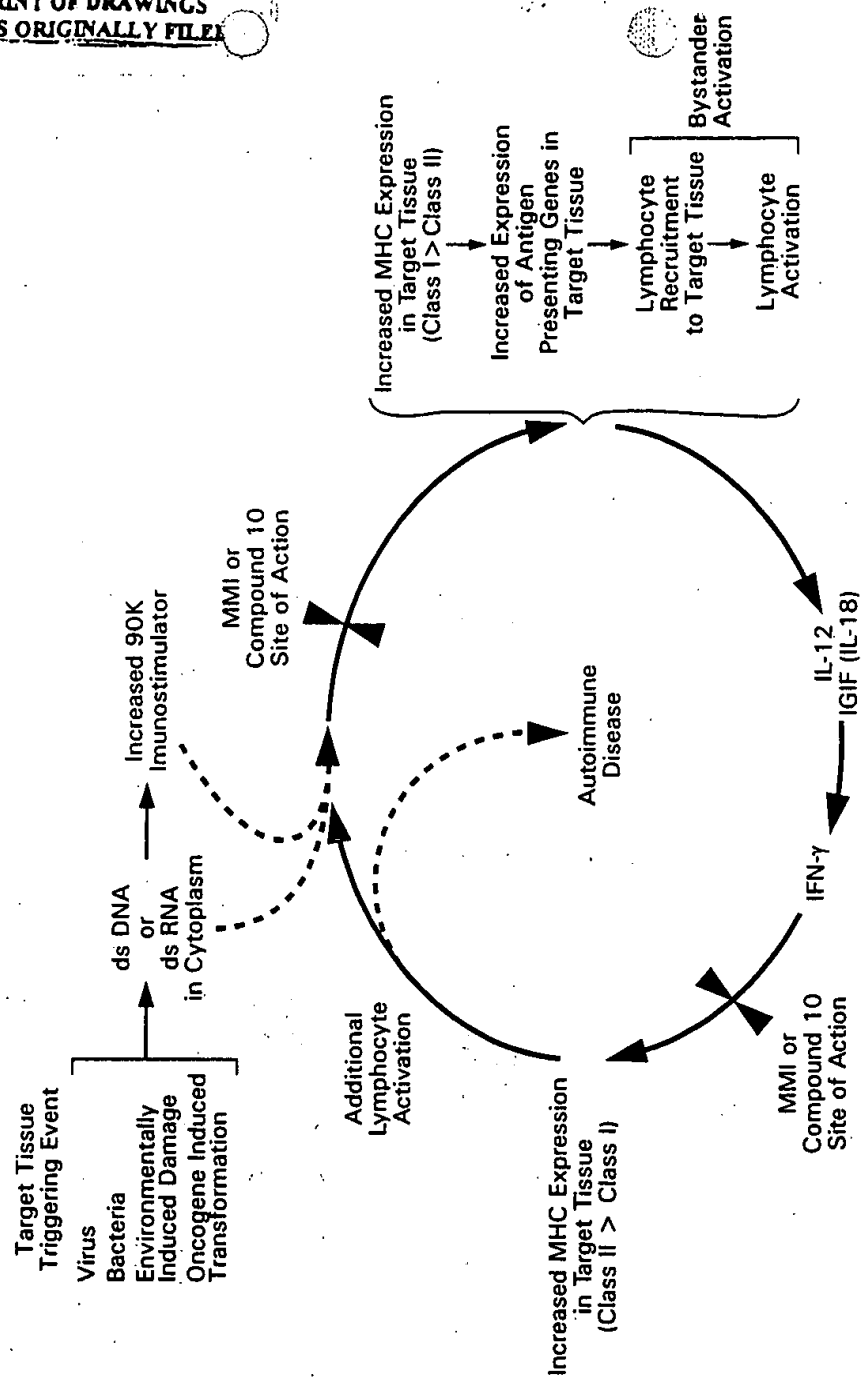 PRINT OF DRAWINGS
S ORIGINALLY FILED
Target Tissue
Triggering Event
Virus
Bacteria
Environmentally
Induced Damage
Oncogene Induced
Transformation
ds DNA
or
ds RNA
in Cytoplasm
Increased 90K
Imunostimulator
MMI or
Compound 10
Site of Action
Increased MHC Expression
in Target Tissue
(Class I > Class II)
Increased Expression
of Antigen
Presenting Genes in
Target Tissue
Lymphocyte
Recruitment
to Target Tissue
Lymphocyte
Activation
Bystander
Activation
IL-12
IGIF (IL-18)
IFN-γ
MMI or
Compound 10
Site of Action
Increased MHC Expression
in Target Tissue
(Class II > Class I)
Additional
Lymphocyte
Activation
Autoimmune
Disease